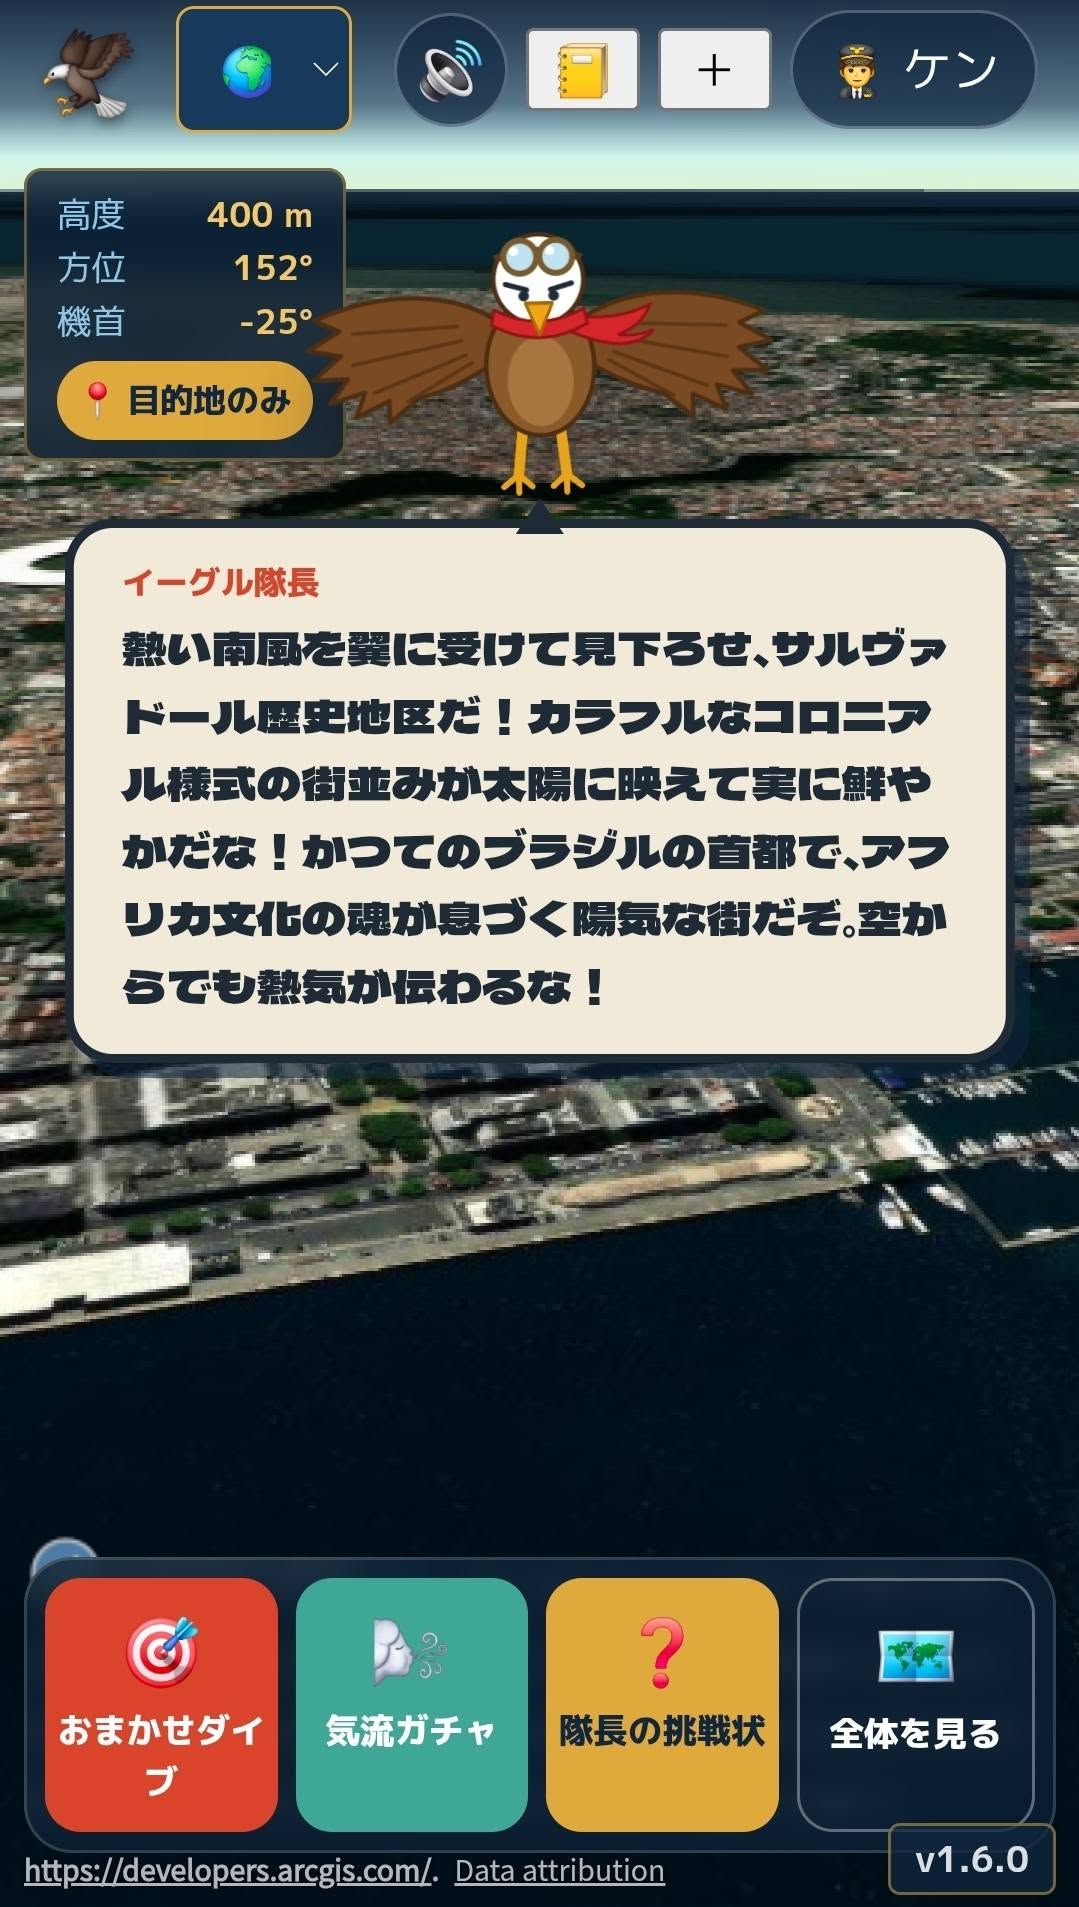 ケン
高度 400 m
方位 152°
機首 -25°
目的地のみ
イーグル隊長
熱い南風を翼に受けて見下ろせ、サルヴァ
ドール歴史地区だ！カラフルなコロニア
ル様式の街並みが太陽に映えて実に鮮や
かだな！かつてのブラジルの首都で、アフ
リカ文化の魂が息づく陽気な街だぞ。空か
らでも熱気が伝わるな！
おまかせダイ
ブ
気流ガチャ
隊長の挑戦状
全体を見る
https://developers.arcgis.com/. Data attribution
v1.6.0